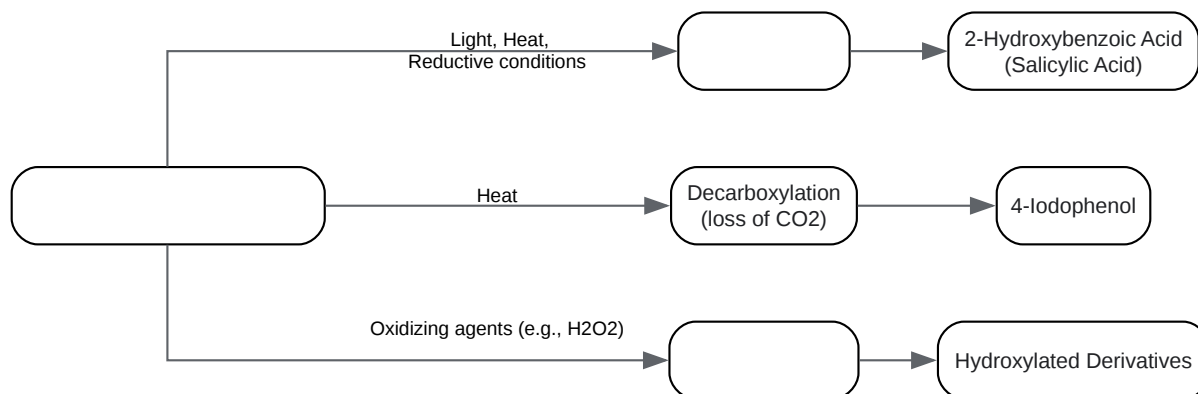 Light, Heat,
Reductive conditions
2-Hydroxybenzoic Acid
(Salicylic Acid)
Heat
Decarboxylation
(loss of CO2)
4-Iodophenol
Oxidizing agents (e.g., H2O2)
Hydroxylated Derivatives